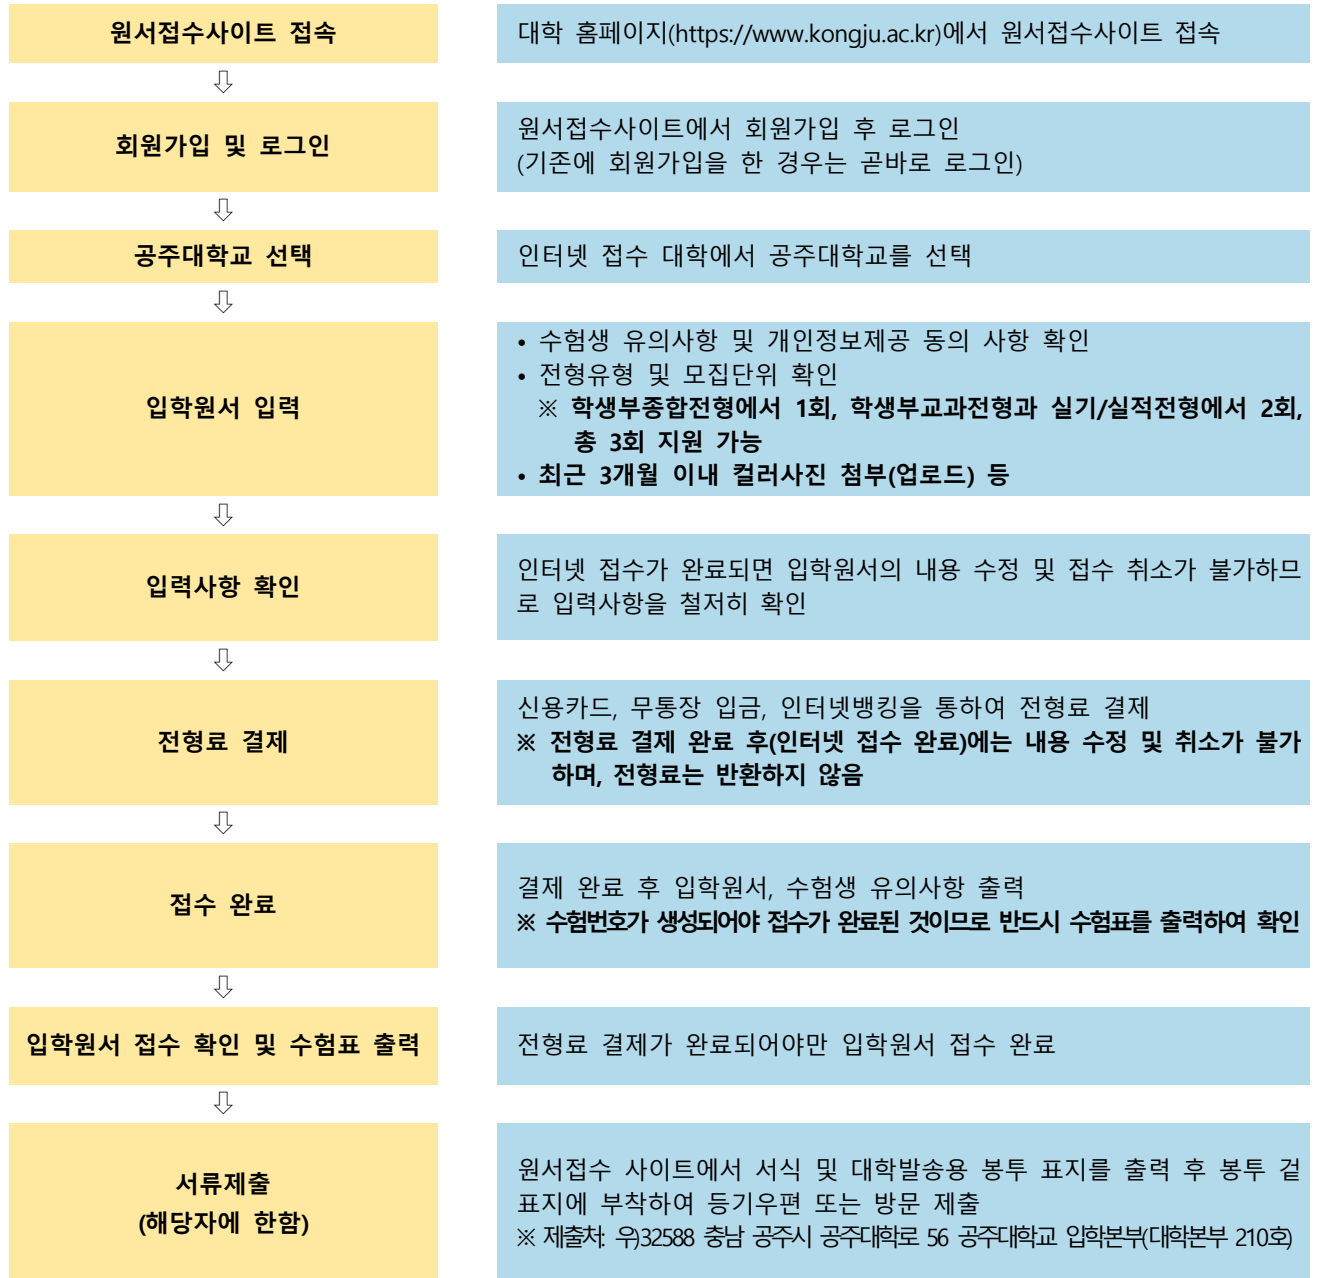 원서접수사이트 접속
대학 홈페이지(https://www.kongju.ac.kr)에서 원서접수사이트 접속
⇩
회원가입 및 로그인
원서접수사이트에서 회원가입 후 로그인
(기존에 회원가입을 한 경우는 곧바로 로그인)
⇩
공주대학교 선택
인터넷 접수 대학에서 공주대학교를 선택
⇩
입학원서 입력
• 수험생 유의사항 및 개인정보제공 동의 사항 확인
• 전형유형 및 모집단위 확인
※ 학생부종합전형에서 1회, 학생부교과전형과 실기/실적전형에서 2회,
총 3회 지원 가능
• 최근 3개월 이내 컬러사진 첨부(업로드) 등
⇩
입력사항 확인
인터넷 접수가 완료되면 입학원서의 내용 수정 및 접수 취소가 불가하므
로 입력사항을 철저히 확인
⇩
전형료 결제
신용카드, 무통장 입금, 인터넷뱅킹을 통하여 전형료 결제
※ 전형료 결제 완료 후(인터넷 접수 완료)에는 내용 수정 및 취소가 불가
하며, 전형료는 반환하지 않음
⇩
접수 완료
결제 완료 후 입학원서, 수험생 유의사항 출력
※ 수험번호가 생성되어야 접수가 완료된 것이므로 반드시 수험표를 출력하여 확인
⇩
입학원서 접수 확인 및 수험표 출력
전형료 결제가 완료되어야만 입학원서 접수 완료
⇩
서류제출
(해당자에 한함)
원서접수 사이트에서 서식 및 대학발송용 봉투 표지를 출력 후 봉투 겉
표지에 부착하여 등기우편 또는 방문 제출
※ 제출처: 우)32588 충남 공주시 공주대학로 56 공주대학교 입학본부(대학본부 210호)